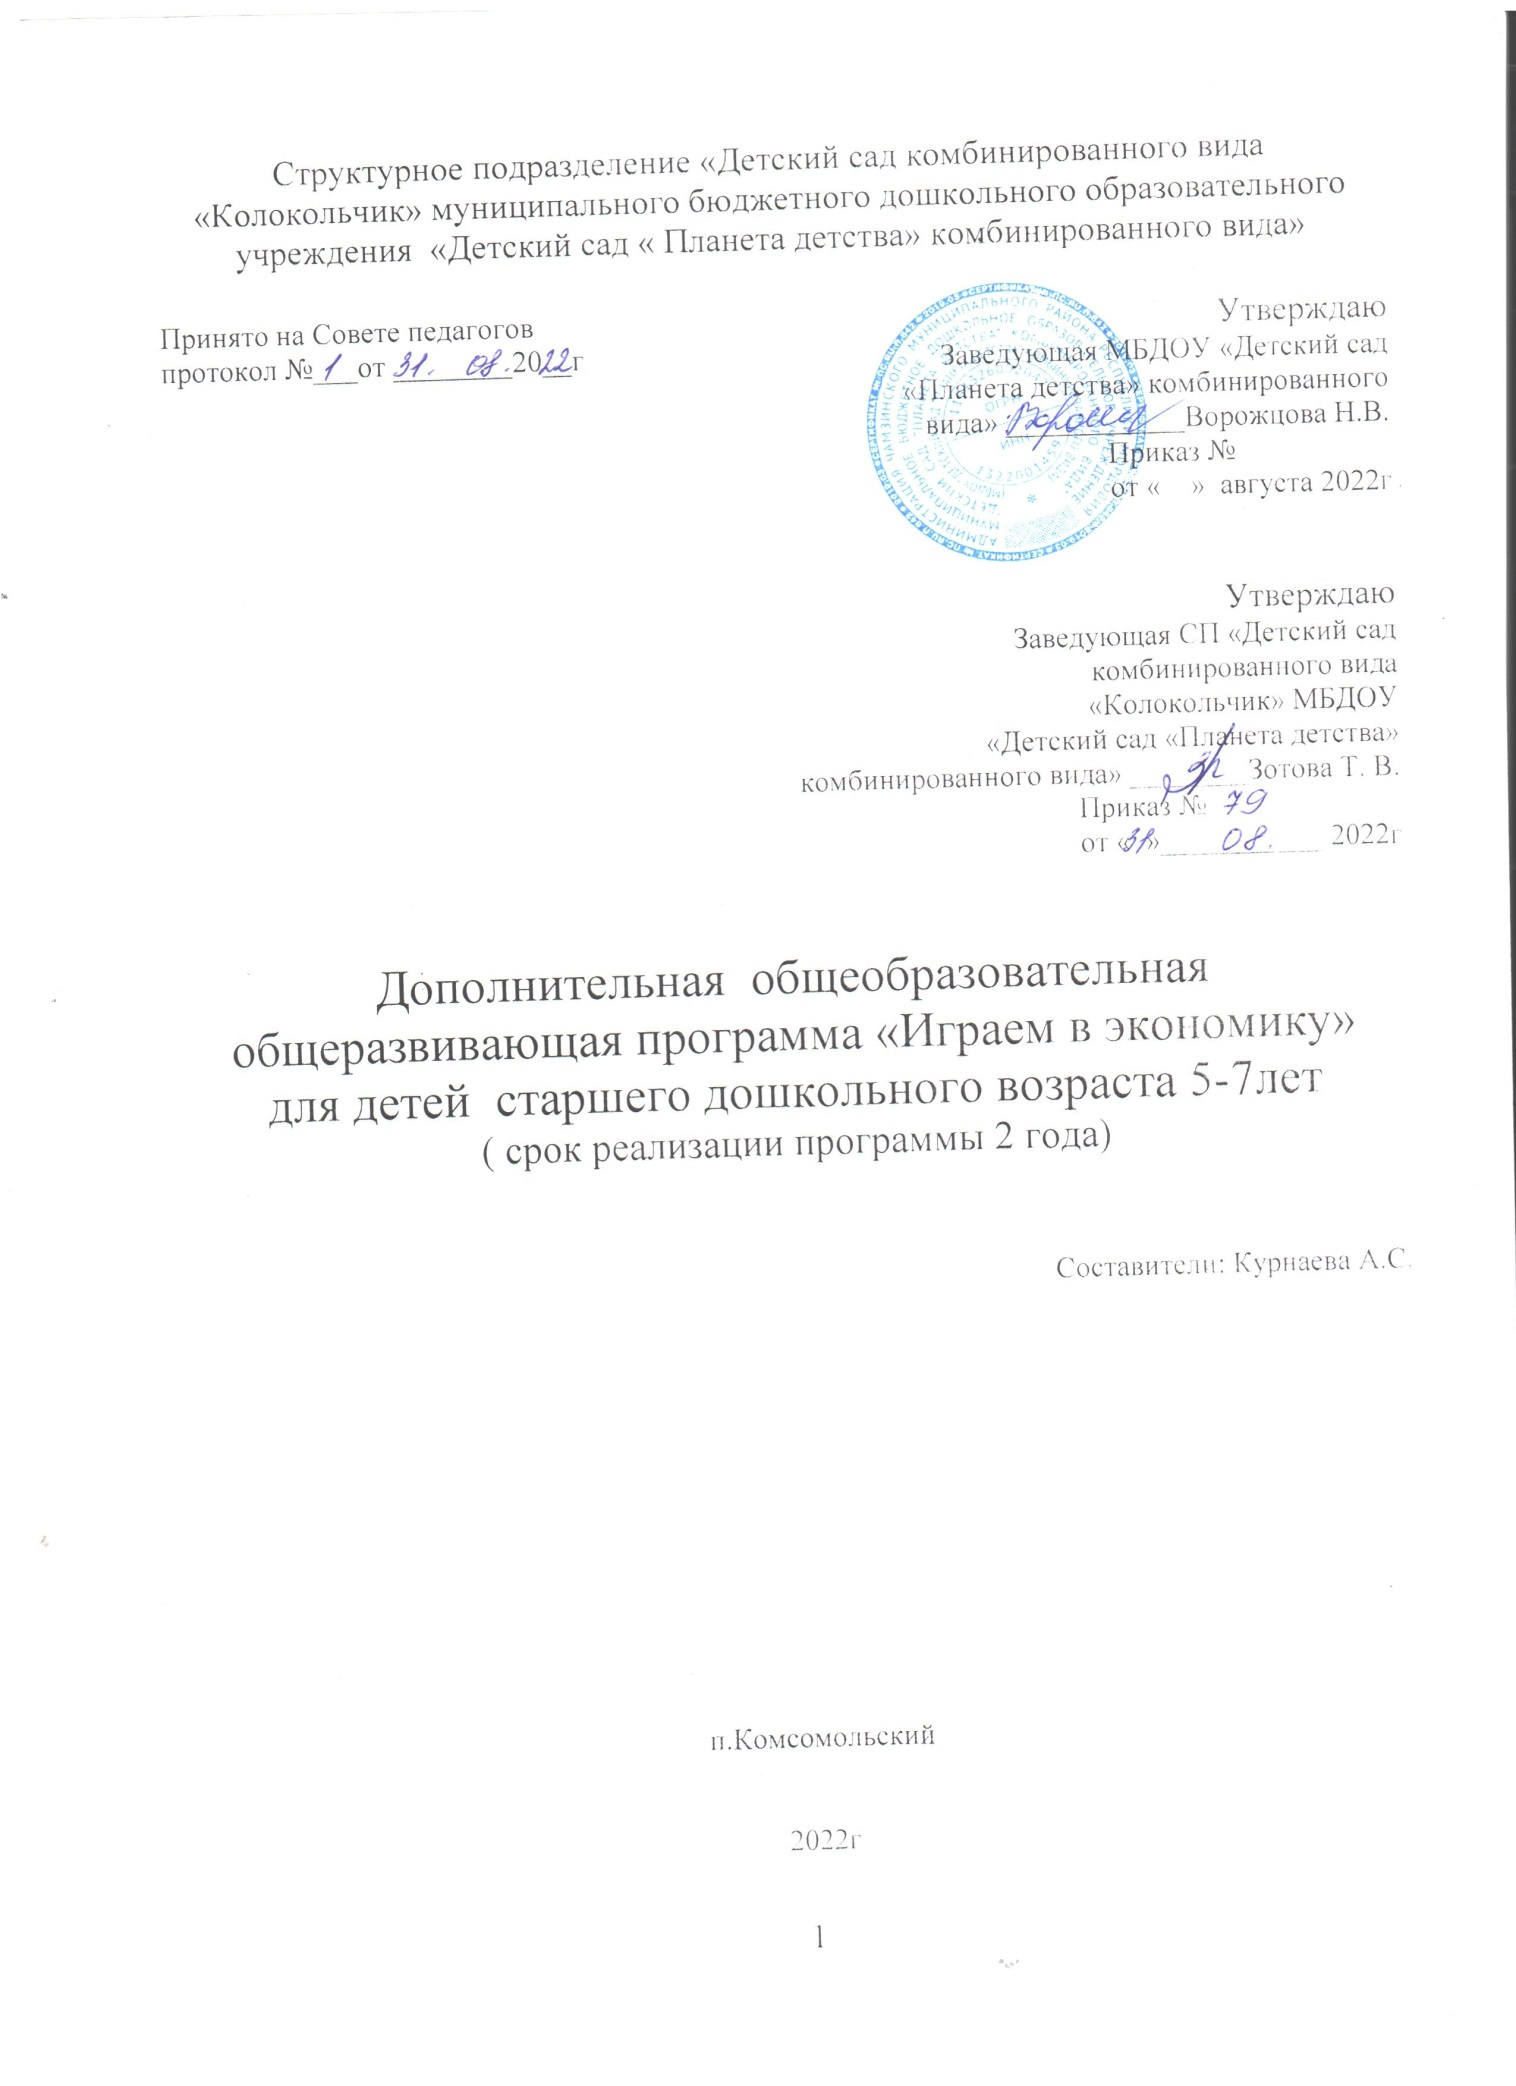 Структурное подразделение «Детский сад комбинированного вида
«Колокольчик» муниципального бюджетного дошкольного образовательного
учреждения «Детский сад « Планета детства» комбинированного вида»
Принято на Совете педагогов
протокол №1 от 31. 08.2022г
Утверждаю
Заведующая МБДОУ «Детский сад
«Планета детства» комбинированного
вида» Ворожцова Н.В.
Приказ №
от « » августа 2022г.
Утверждаю
Заведующая СП «Детский сад
комбинированного вида
«Колокольчик» МБДОУ
«Детский сад «Планета детства»
комбинированного вида» Зотова Т. В.
Приказ № 79
от «31» 08. 2022г
Дополнительная общеобразовательная
общеразвивающая программа «Играем в экономику»
для детей старшего дошкольного возраста 5-7лет
( срок реализации программы 2 года)
Составители: Курнаева А.С.
п.Комсомольский
2022г
1